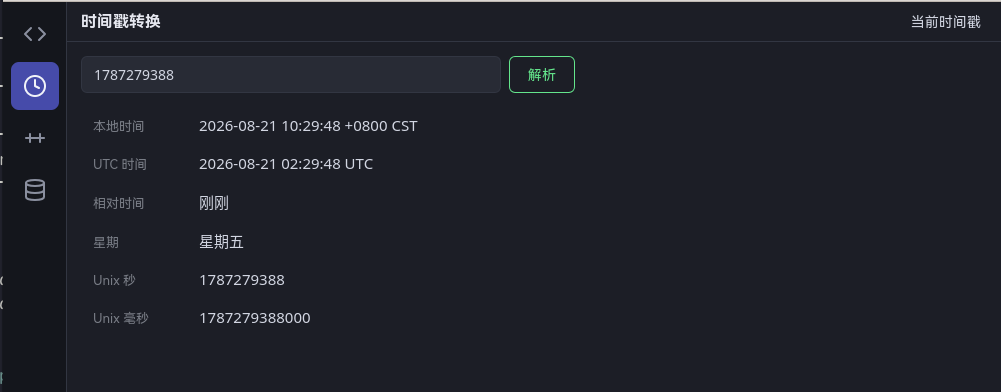 时间戳转换 当前时间戳
1787279388 解析
本地时间 2026-08-21 10:29:48 +0800 CST
UTC 时间 2026-08-21 02:29:48 UTC
相对时间 刚刚
星期 星期五
Unix 秒 1787279388
Unix 毫秒 1787279388000